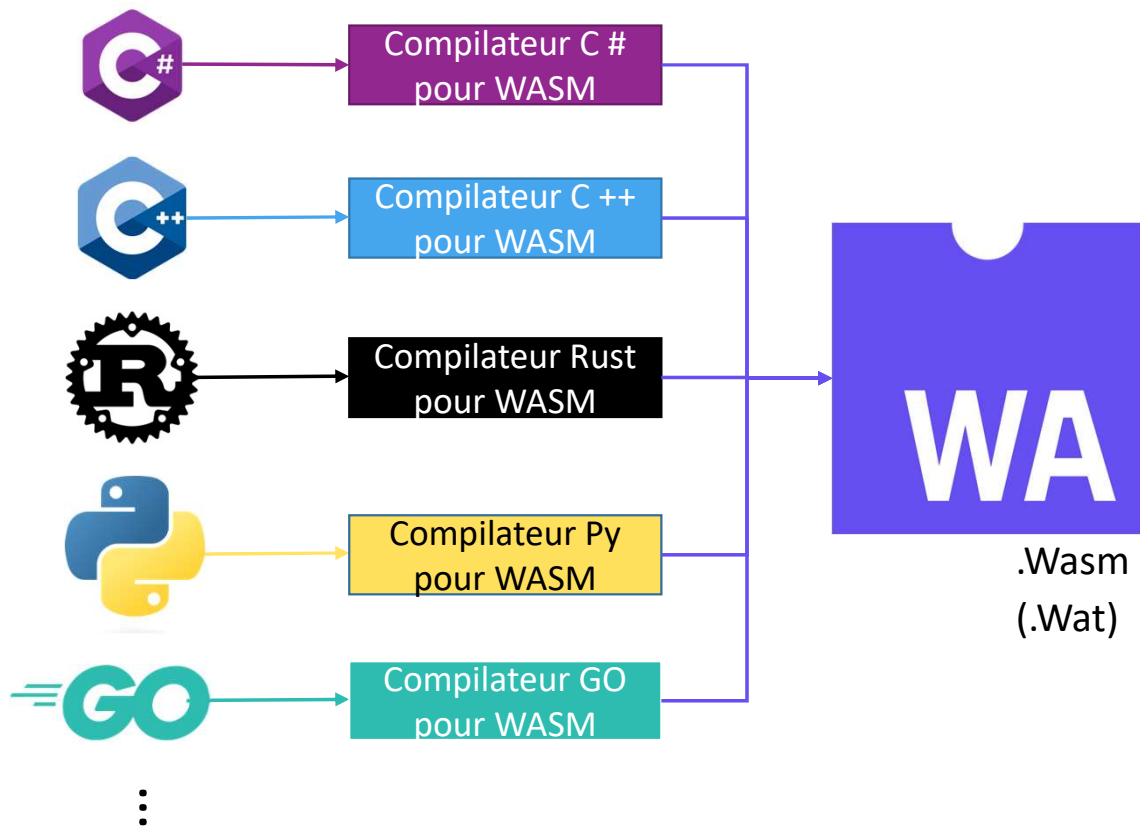 C#
Compilateur C #
pour WASM
C++
Compilateur C ++
pour WASM
R
Compilateur Rust
pour WASM
Compilateur Py
pour WASM
GO
Compilateur GO
pour WASM
WA
.Wasm
(.Wat)